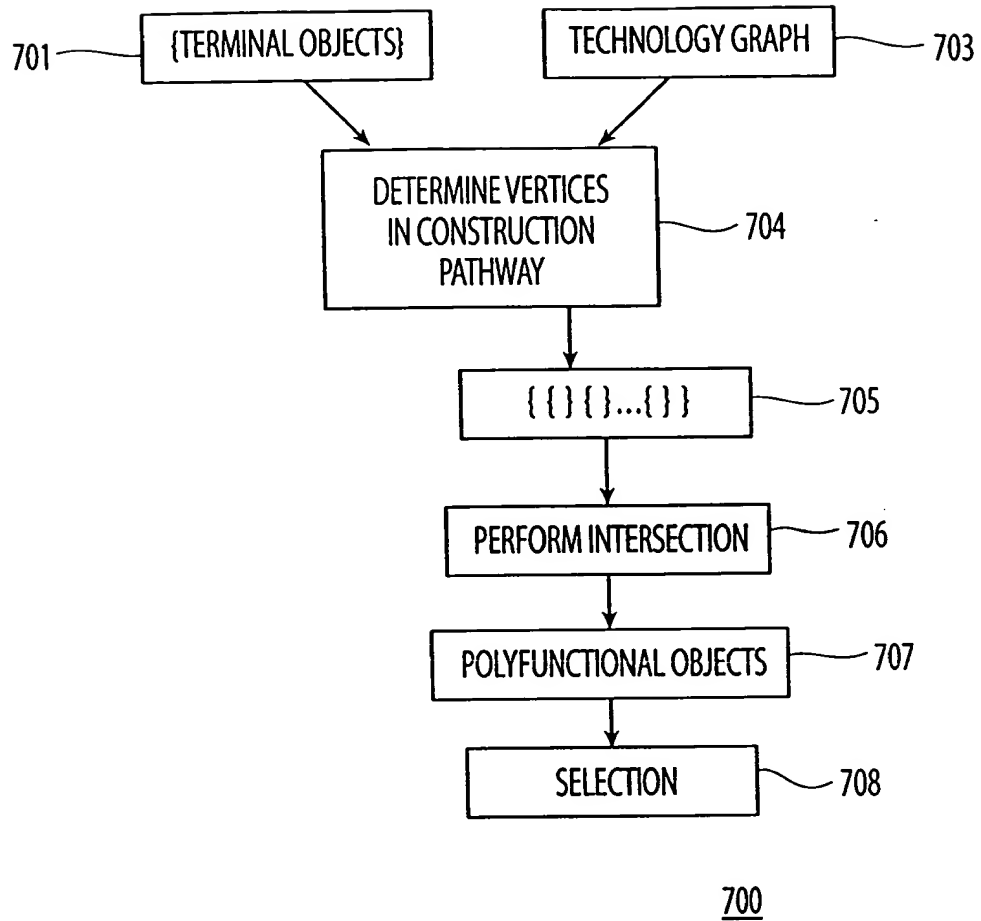 701
{TERMINAL OBJECTS}
TECHNOLOGY GRAPH
703
DETERMINE VERTICES
IN CONSTRUCTION
PATHWAY
704
{ { } { }...{ } }
705
PERFORM INTERSECTION
706
POLYFUNCTIONAL OBJECTS
707
SELECTION
708
700